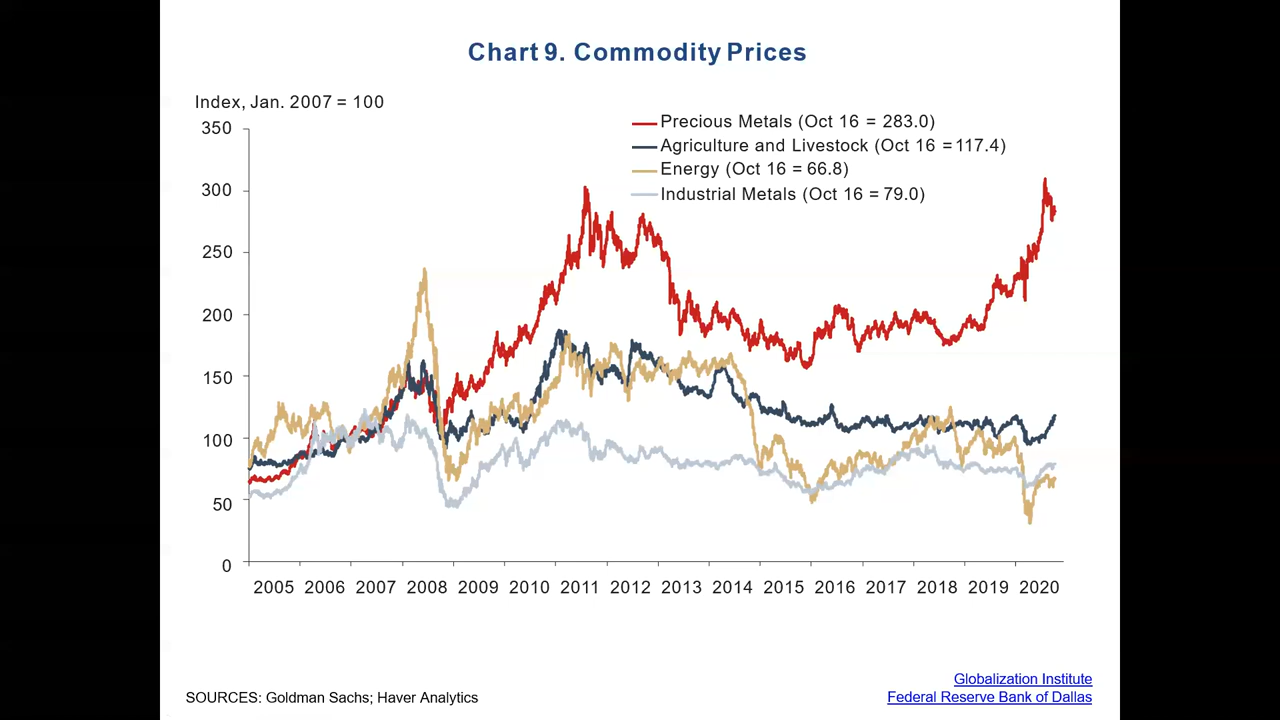 Chart 9. Commodity Prices
Index, Jan. 2007 = 100
Precious Metals (Oct 16 = 283.0)
Agriculture and Livestock (Oct 16 = 117.4)
Energy (Oct 16 = 66.8)
Industrial Metals (Oct 16 = 79.0)
350
300
250
200
150
100
50
0
2005 2006 2007 2008 2009 2010 2011 2012 2013 2014 2015 2016 2017 2018 2019 2020
SOURCES: Goldman Sachs; Haver Analytics
Globalization Institute
Federal Reserve Bank of Dallas